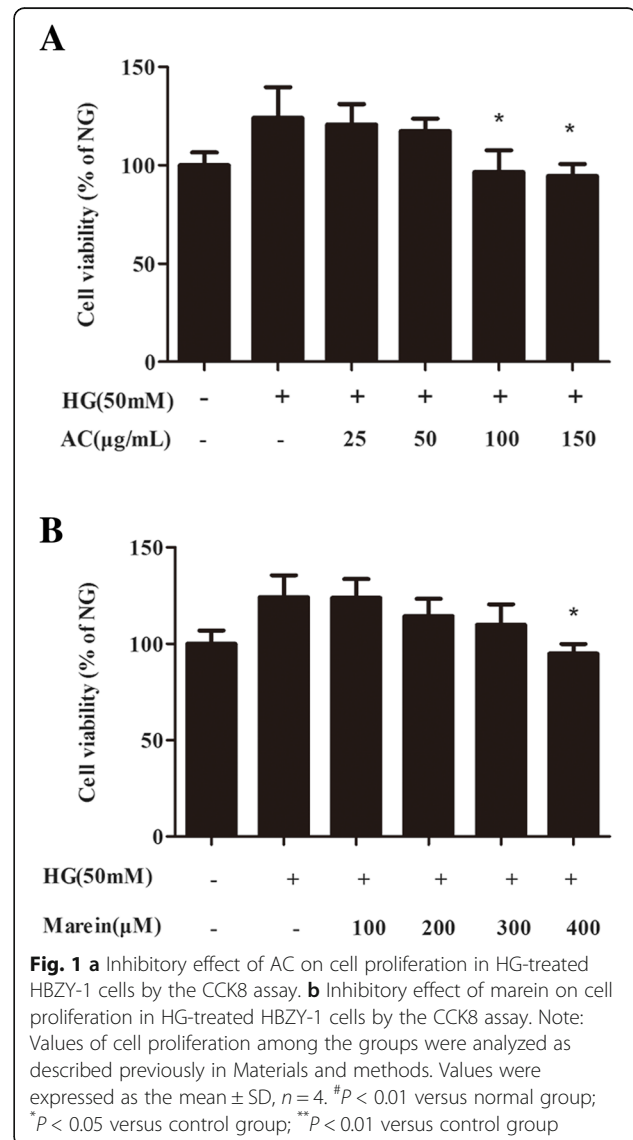 A
Cell viability (% of NG)
150
100
50
0
*
*
HG(50mM) - + + + + +
AC(µg/mL) - - 25 50 100 150
B
Cell viability (% of NG)
150
100
50
0
*
HG(50mM) - + + + + +
Marein(µM) - - 100 200 300 400
Fig. 1 a Inhibitory effect of AC on cell proliferation in HG-treated
HBZY-1 cells by the CCK8 assay. b Inhibitory effect of marein on cell
proliferation in HG-treated HBZY-1 cells by the CCK8 assay. Note:
Values of cell proliferation among the groups were analyzed as
described previously in Materials and methods. Values were
expressed as the mean ± SD, n = 4. #P < 0.01 versus normal group;
*P < 0.05 versus control group; **P < 0.01 versus control group